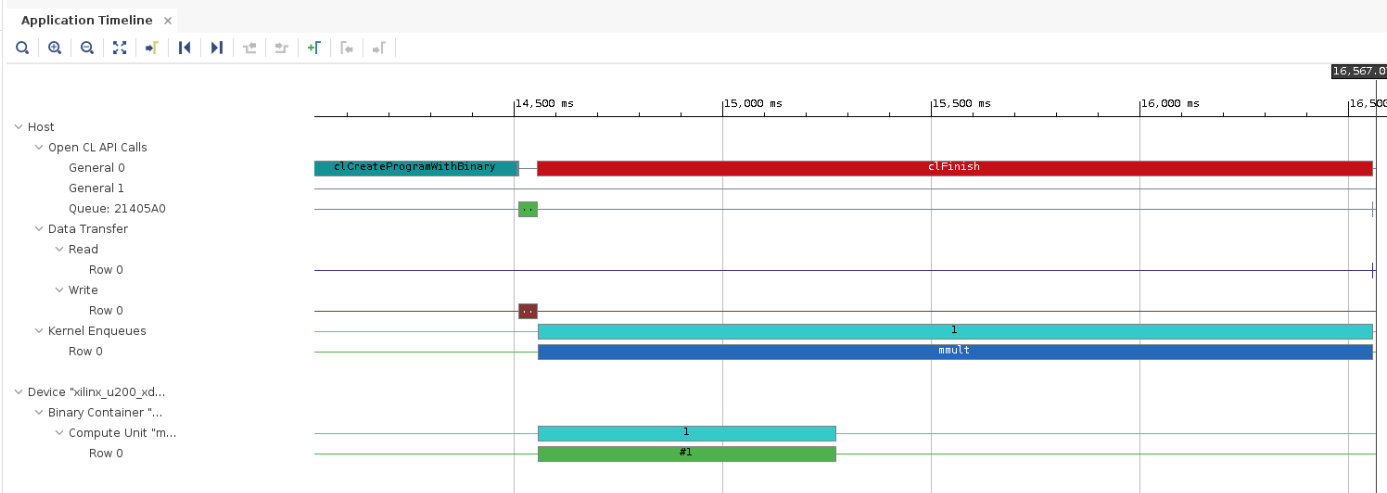 Application Timeline ×
16,567.0
14,500 ms 15,000 ms 15,500 ms 16,000 ms 16,500
Host
Open CL API Calls
General 0 clCreateProgramWithBinary clFinish
General 1
Queue: 21405A0 ..
Data Transfer
Read
Row 0
Write
Row 0 ..
Kernel Enqueues 1
Row 0 mmult
Device "xilinx_u200_xd...
Binary Container "...
Compute Unit "m... 1
Row 0 #1